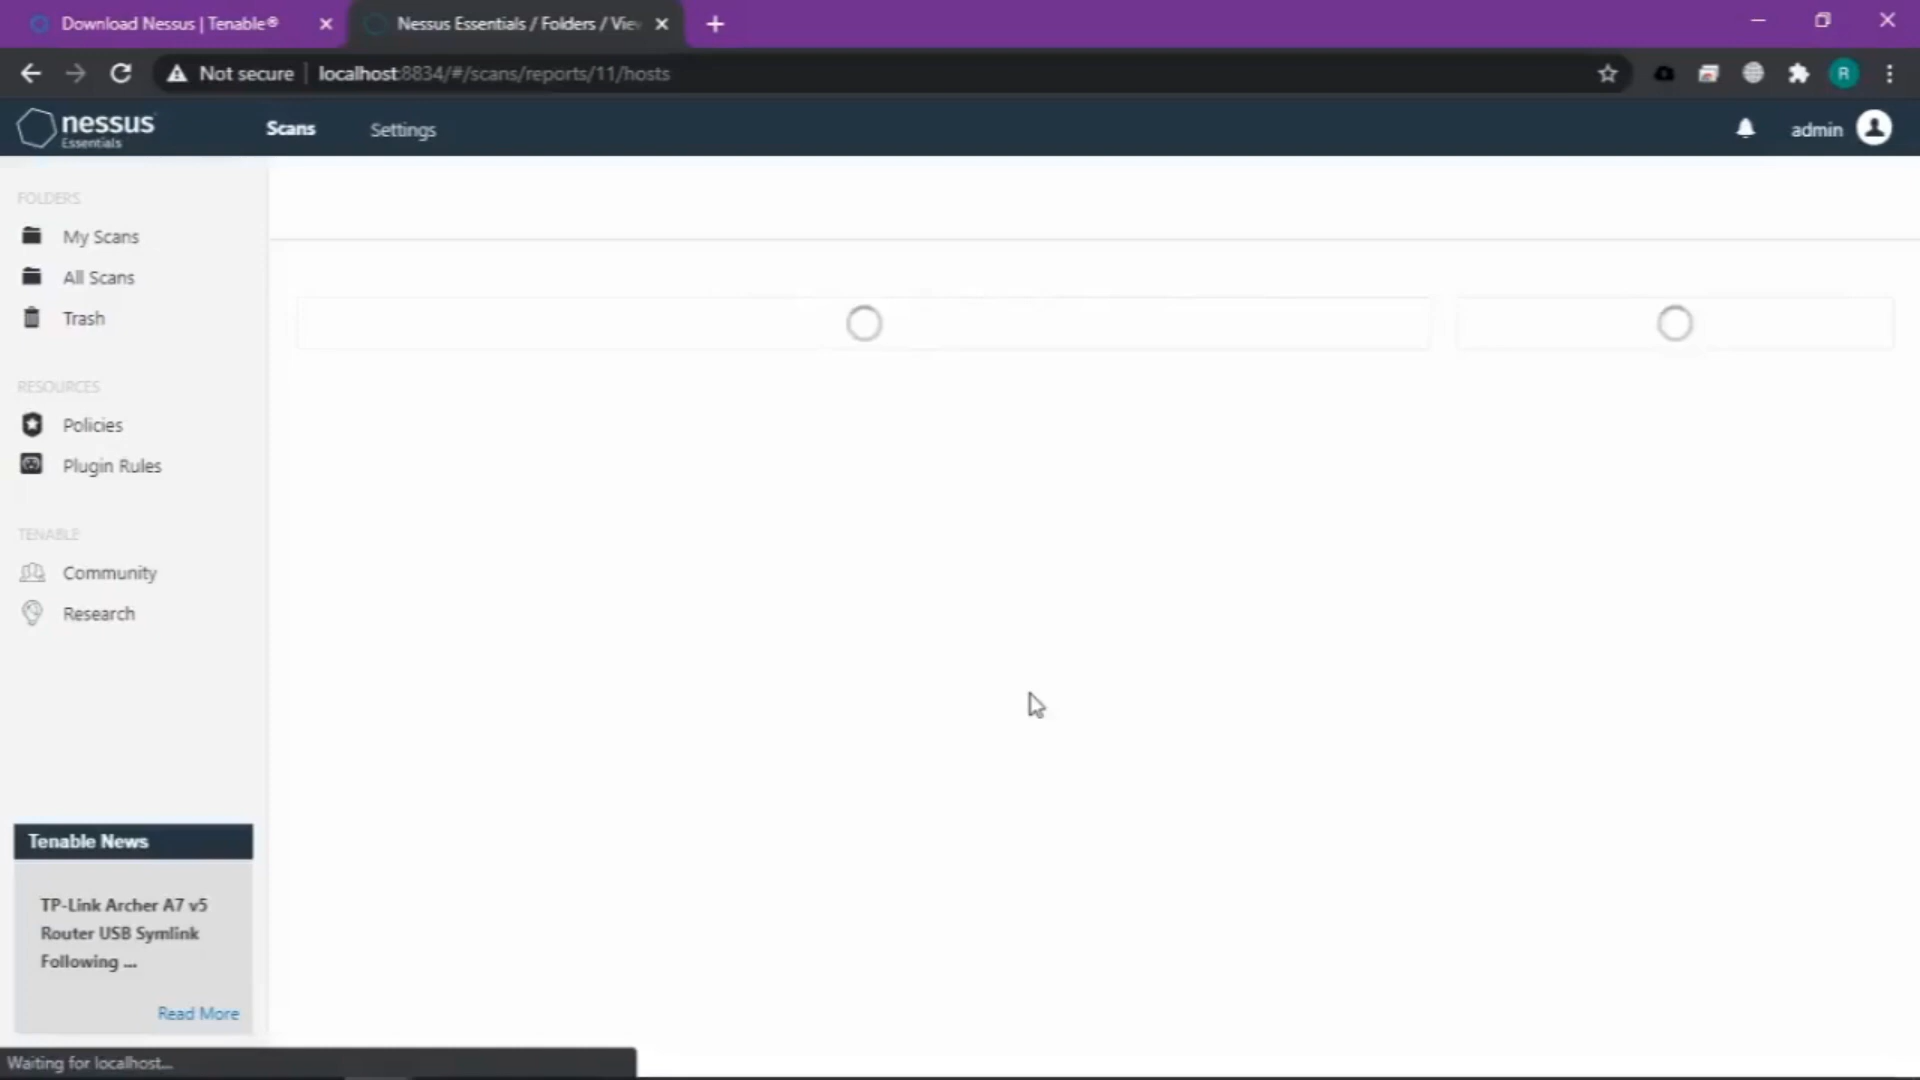 Download Nessus | Tenable®
Nessus Essentials / Folders / Vie
Not secure
localhost:8834/#/scans/reports/11/hosts
R
nessus
Essentials
Scans
Settings
admin
FOLDERS
My Scans
All Scans
Trash
RESOURCES
Policies
Plugin Rules
TENABLE
Community
Research
Tenable News
TP-Link Archer A7 v5
Router USB Symlink
Following ...
Read More
Waiting for localhost...